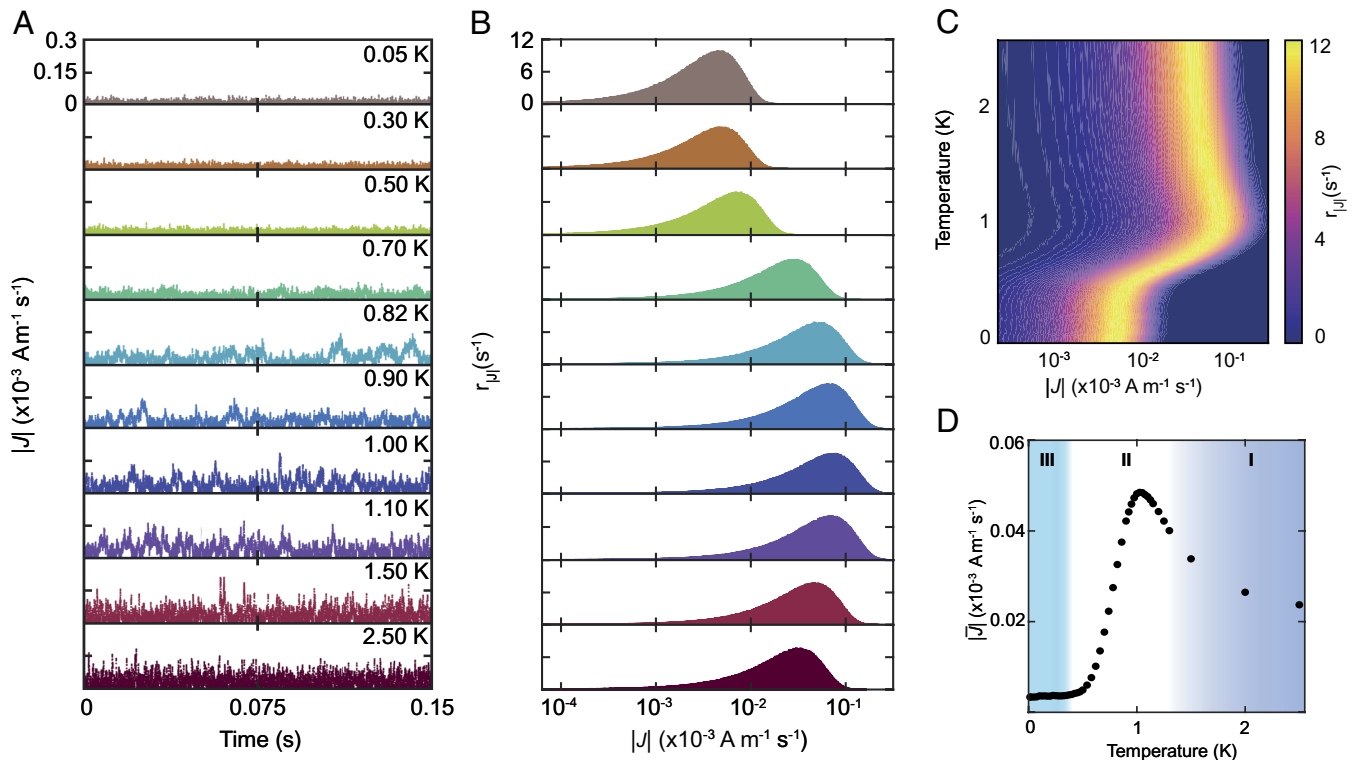 A
0.3
0.15
0
0.05 K
0.30 K
0.50 K
0.70 K
0.82 K
0.90 K
1.00 K
1.10 K
1.50 K
2.50 K
|J| (x10⁻³ Am⁻¹ s⁻¹)
0 0.075 0.15
Time (s)
B
12
6
0
r|J|(s⁻¹)
10⁻⁴ 10⁻³ 10⁻² 10⁻¹
|J| (x10⁻³ A m⁻¹ s⁻¹)
C
2
1
0
Temperature (K)
10⁻³ 10⁻² 10⁻¹
|J| (x10⁻³ A m⁻¹ s⁻¹)
12
8
4
0
r|J|(s⁻¹)
D
0.06
0.04
0.02
|J̅| (x10⁻³ Am⁻¹ s⁻¹)
III II I
0 1 2
Temperature (K)